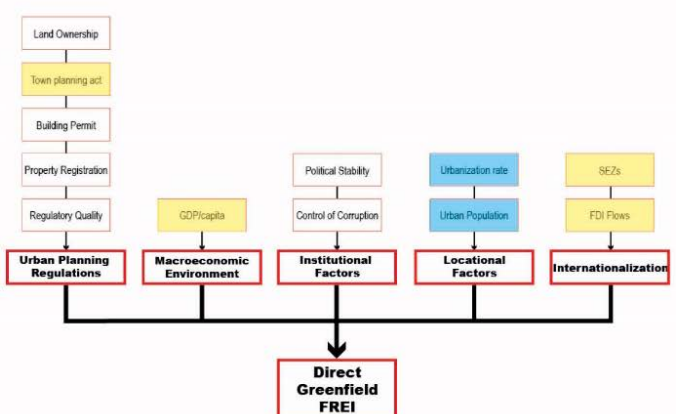 Land Ownership
Town planning act
Building Permit
Property Registration
Political Stability
Urbanization rate
SEZs
Regulatory Quality
GDP/capita
Control of Corruption
Urban Population
FDI Flows
Urban Planning
Regulations
Macroeconomic
Environment
Institutional
Factors
Locational
Factors
Internationalization
Direct
Greenfield
FREI